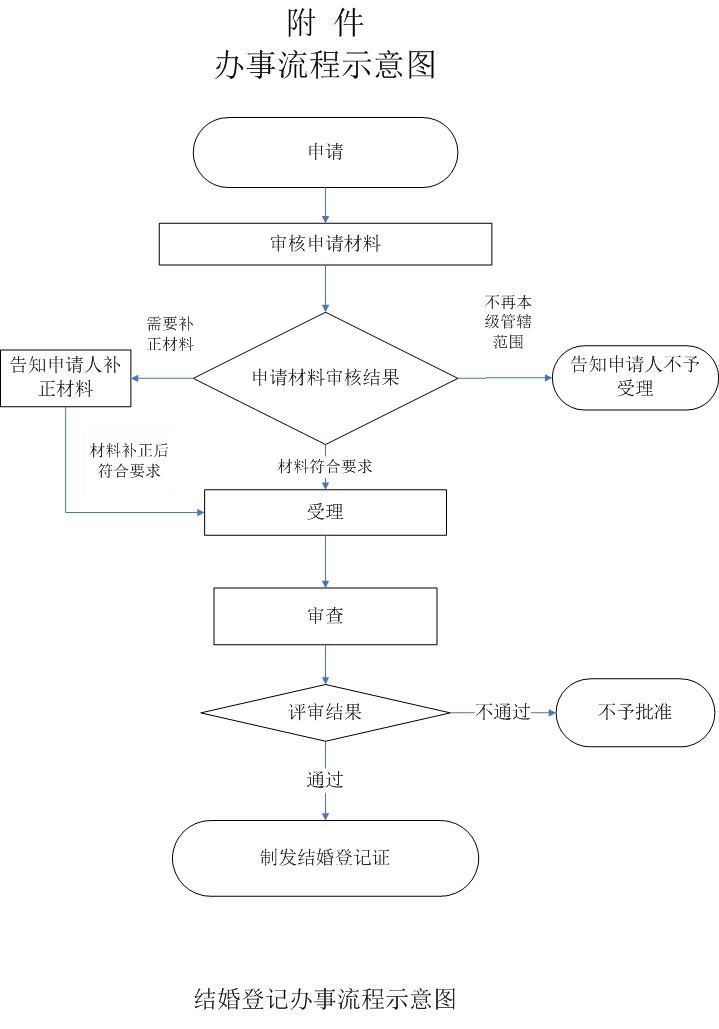 附 件
办事流程示意图
申请
审核申请材料
需要补
正材料
不再本
级管辖
范围
告知申请人补
正材料
申请材料审核结果
告知申请人不予
受理
材料补正后
符合要求
材料符合要求
受理
审查
评审结果
不通过
不予批准
通过
制发结婚登记证
结婚登记办事流程示意图